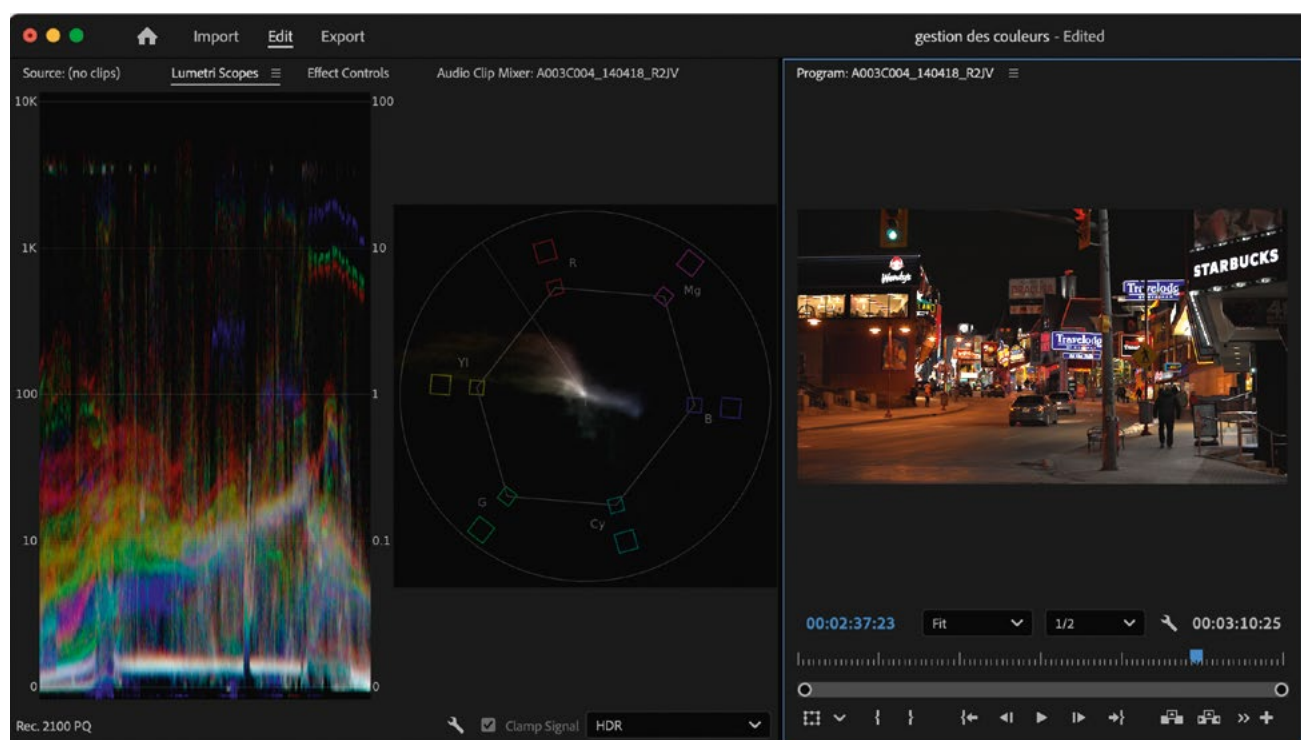 Import Edit Export
gestion des couleurs - Edited
Source: (no clips) Lumetri Scopes Effect Controls Audio Clip Mixer: A003C004_140418_R2JV
Program: A003C004_140418_R2JV
10K 100
1K 10
100 1
10 0.1
0 0
R
Mg
Yl
B
G
Cy
Wendy's
STARBUCKS
Travelodge
Travelodge
00:02:37:23 Fit 1/2 00:03:10:25
Rec. 2100 PQ Clamp Signal HDR